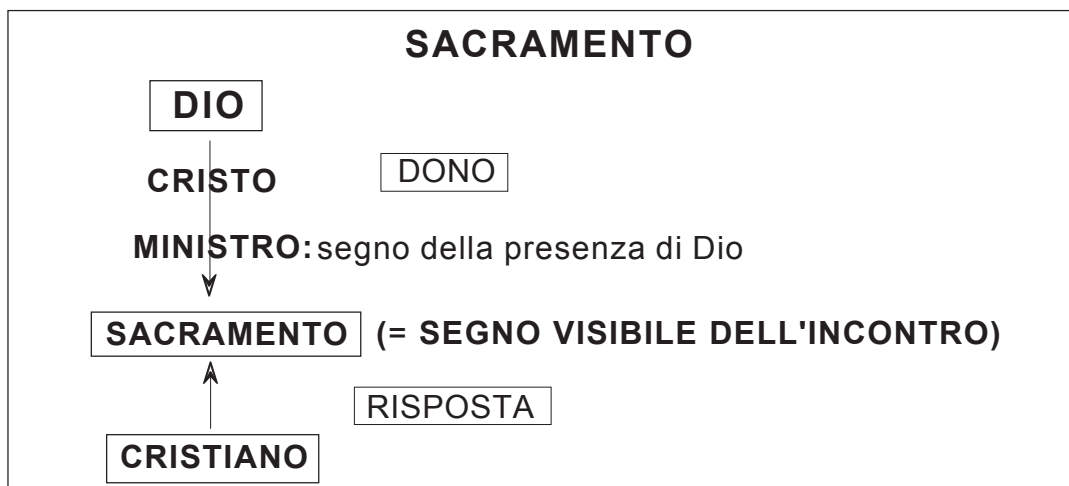 SACRAMENTO
DIO
CRISTO DONO
MINISTRO: segno della presenza di Dio
SACRAMENTO (= SEGNO VISIBILE DELL'INCONTRO)
RISPOSTA
CRISTIANO